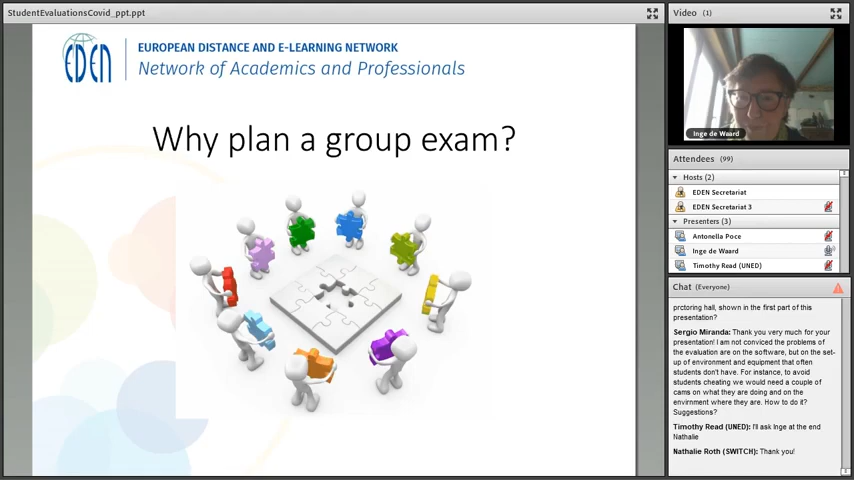 StudentEvaluationsCovid_ppt.ppt
EDEN
EUROPEAN DISTANCE AND E-LEARNING NETWORK
Network of Academics and Professionals
Why plan a group exam?
Video (1)
Inge de Waard
Attendees (99)
Hosts (2)
EDEN Secretariat
EDEN Secretariat 3
Presenters (3)
Antonella Poce
Inge de Waard
Timothy Read (UNED)
Chat (Everyone)
prctoring hall, shown in the first part of this
presentation?
Sergio Miranda: Thank you very much for your
presentation! I am not conviced the problems of
the evaluation are on the software, but on the set-
up of environment and equipment that often
students don't have. For instance, to avoid
students cheating we would need a couple of
cams on what they are doing and on the
envirnment where they are. How to do it?
Suggestions?
Timothy Read (UNED): I'll ask Inge at the end
Nathalie
Nathalie Roth (SWITCH): Thank you!